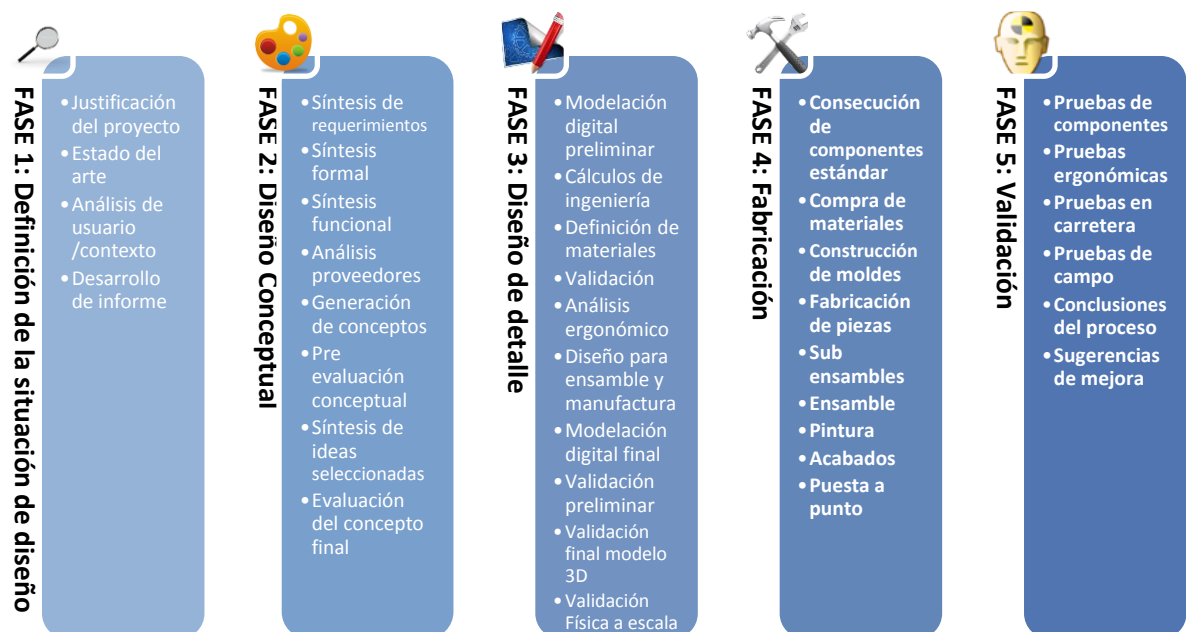 FASE 1: Definición de la situación de diseño
•Justificación
del proyecto
•Estado del
arte
•Análisis de
usuario
/contexto
•Desarrollo
de informe
FASE 2: Diseño Conceptual
•Síntesis de
requerimientos
•Síntesis
formal
•Síntesis
funcional
•Análisis
proveedores
•Generación
de conceptos
•Pre
evaluación
conceptual
•Síntesis de
ideas
seleccionadas
•Evaluación
del concepto
final
FASE 3: Diseño de detalle
•Modelación
digital
preliminar
•Cálculos de
ingeniería
•Definición de
materiales
•Validación
•Análisis
ergonómico
•Diseño para
ensamble y
manufactura
•Modelación
digital final
•Validación
preliminar
•Validación
final modelo
3D
•Validación
Física a escala
FASE 4: Fabricación
•Consecución
de
componentes
estándar
•Compra de
materiales
•Construcción
de moldes
•Fabricación
de piezas
•Sub
ensambles
•Ensamble
•Pintura
•Acabados
•Puesta a
punto
FASE 5: Validación
•Pruebas de
componentes
•Pruebas
ergonómicas
•Pruebas en
carretera
•Pruebas de
campo
•Conclusiones
del proceso
•Sugerencias
de mejora